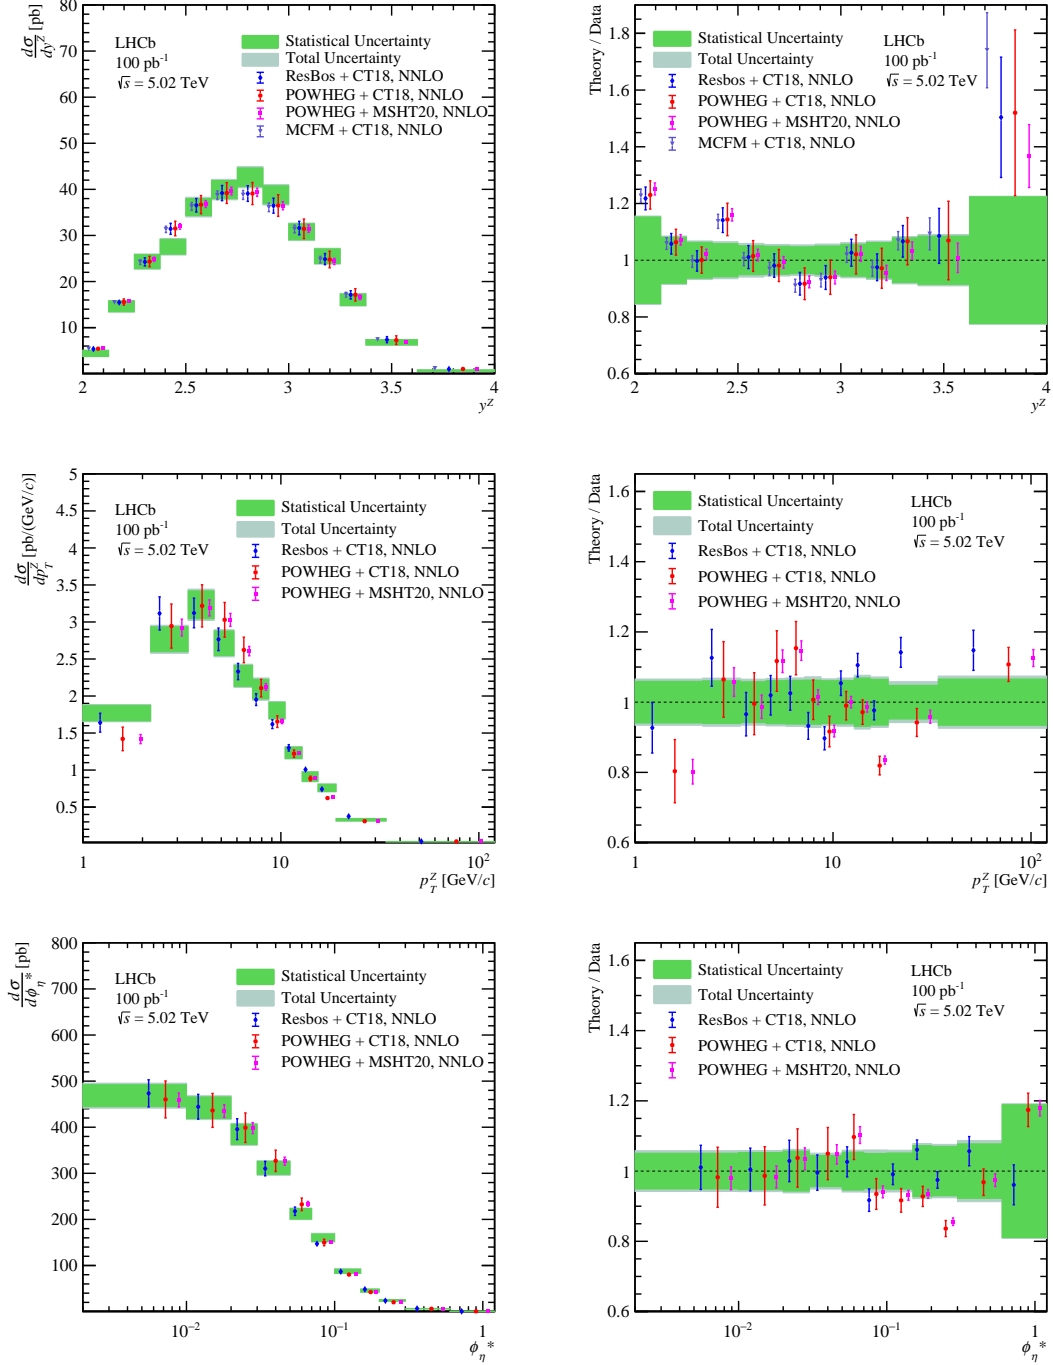 dσ/dy^Z [pb]
80
70
60
50
40
30
20
10
LHCb
100 pb⁻¹
√s = 5.02 TeV
Statistical Uncertainty
Total Uncertainty
ResBos + CT18, NNLO
POWHEG + CT18, NNLO
POWHEG + MSHT20, NNLO
MCFM + CT18, NNLO
2 2.5 3 3.5 4
y^Z
Theory / Data
1.8
1.6
1.4
1.2
1
0.8
0.6
Statistical Uncertainty
Total Uncertainty
Resbos + CT18, NNLO
POWHEG + CT18, NNLO
POWHEG + MSHT20, NNLO
MCFM + CT18, NNLO
LHCb
100 pb⁻¹
√s = 5.02 TeV
2 2.5 3 3.5 4
y^Z
dσ/dp_T^Z [pb/(GeV/c)]
5
4.5
4
3.5
3
2.5
2
1.5
1
0.5
LHCb
100 pb⁻¹
√s = 5.02 TeV
Statistical Uncertainty
Total Uncertainty
Resbos + CT18, NNLO
POWHEG + CT18, NNLO
POWHEG + MSHT20, NNLO
1 10 10²
p_T^Z [GeV/c]
Theory / Data
1.6
1.4
1.2
1
0.8
0.6
Statistical Uncertainty
Total Uncertainty
ResBos + CT18, NNLO
POWHEG + CT18, NNLO
POWHEG + MSHT20, NNLO
LHCb
100 pb⁻¹
√s = 5.02 TeV
1 10 10²
p_T^Z [GeV/c]
dσ/dϕ_η* [pb]
800
700
600
500
400
300
200
100
LHCb
100 pb⁻¹
√s = 5.02 TeV
Statistical Uncertainty
Total Uncertainty
Resbos + CT18, NNLO
POWHEG + CT18, NNLO
POWHEG + MSHT20, NNLO
10⁻² 10⁻¹ 1
ϕ_η*
Theory / Data
1.6
1.4
1.2
1
0.8
0.6
Statistical Uncertainty
Total Uncertainty
ResBos + CT18, NNLO
POWHEG + CT18, NNLO
POWHEG + MSHT20, NNLO
LHCb
100 pb⁻¹
√s = 5.02 TeV
10⁻² 10⁻¹ 1
ϕ_η*